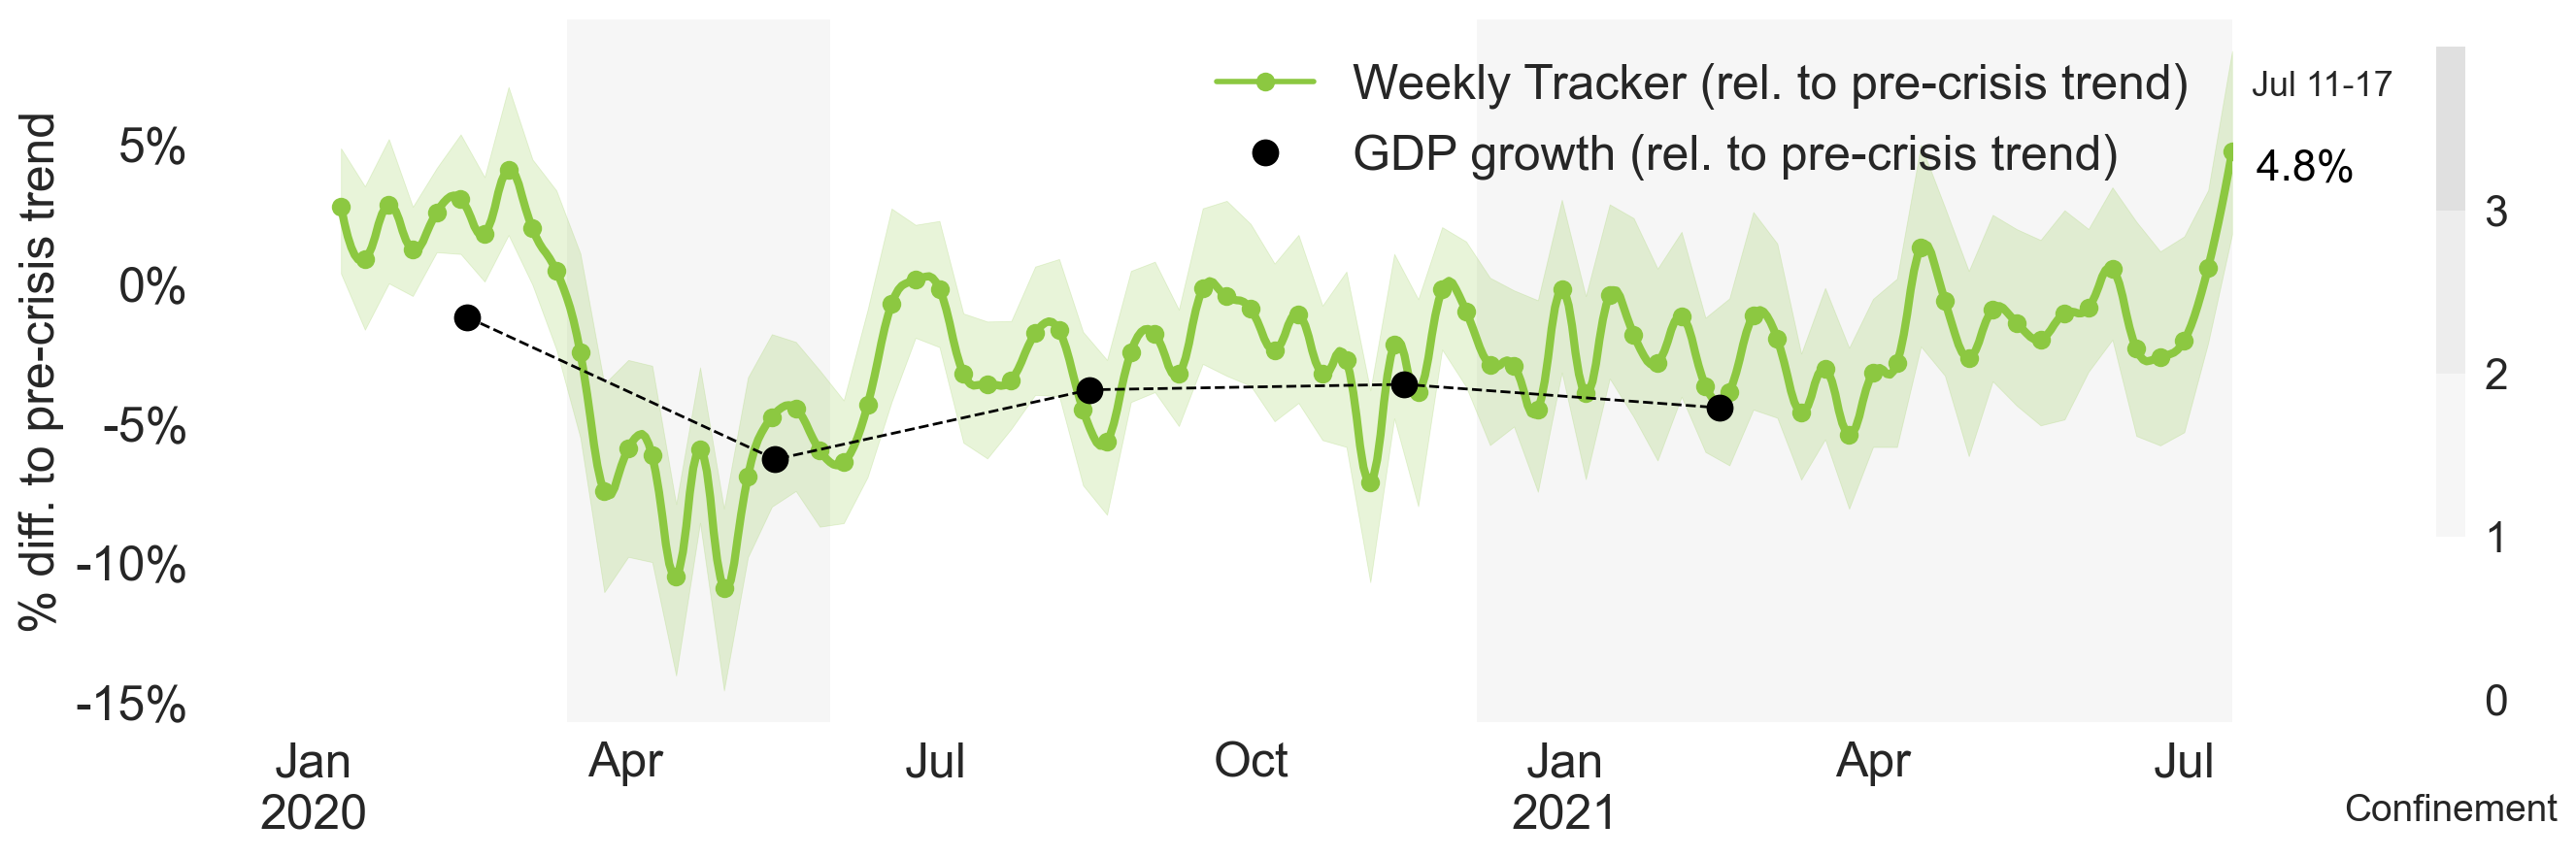 % diff. to pre-crisis trend
5%
0%
-5%
-10%
-15%
Weekly Tracker (rel. to pre-crisis trend)
GDP growth (rel. to pre-crisis trend)
Jul 11-17
4.8%
3
2
1
0
Jan
2020
Apr
Jul
Oct
Jan
2021
Apr
Jul
Confinement